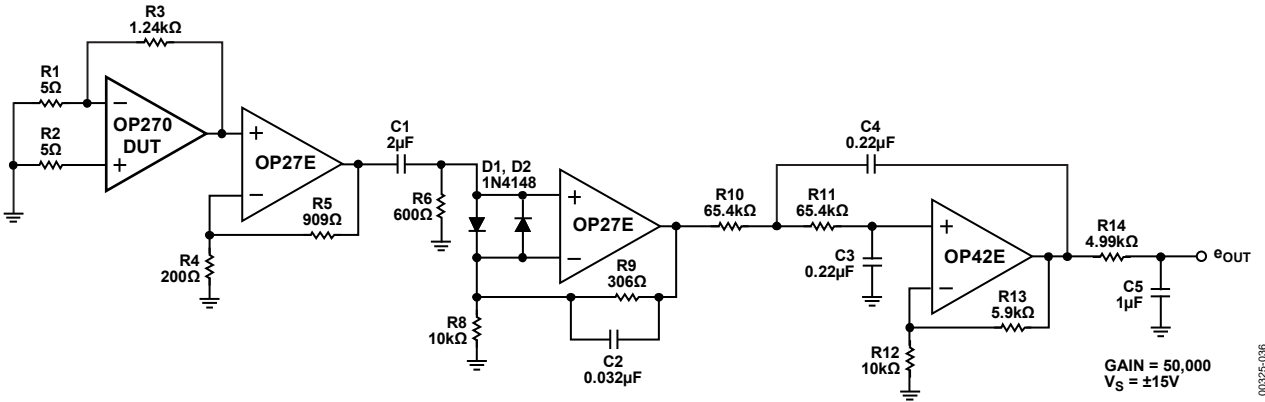 R3
1.24kΩ
R1
5Ω
R2
5Ω
−
+
OP270
DUT
+
−
OP27E
R5
909Ω
R4
200Ω
C1
2µF
R6
600Ω
D1, D2
1N4148
+
−
OP27E
R9
306Ω
R8
10kΩ
C2
0.032µF
R10
65.4kΩ
R11
65.4kΩ
C4
0.22µF
C3
0.22µF
+
−
OP42E
R13
5.9kΩ
R12
10kΩ
R14
4.99kΩ
eOUT
C5
1µF
GAIN = 50,000
VS = ±15V
00325-036